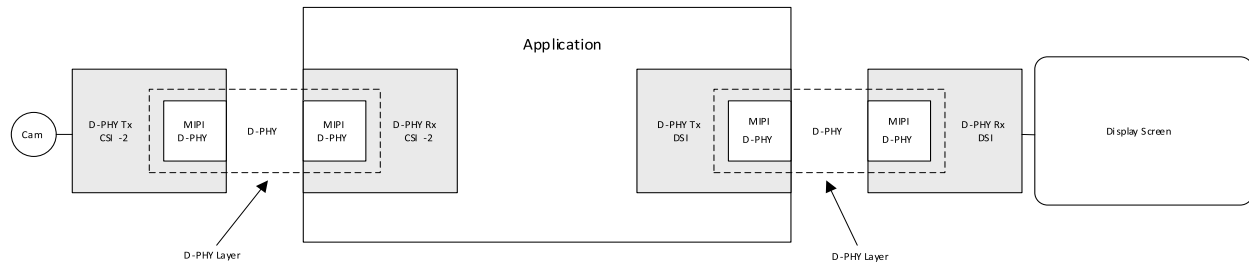 Application
Cam
D-PHY Tx
CSI -2
MIPI
D-PHY
D-PHY
MIPI
D-PHY
D-PHY Rx
CSI -2
D-PHY Tx
DSI
MIPI
D-PHY
D-PHY
MIPI
D-PHY
D-PHY Rx
DSI
Display Screen
D-PHY Layer
D-PHY Layer